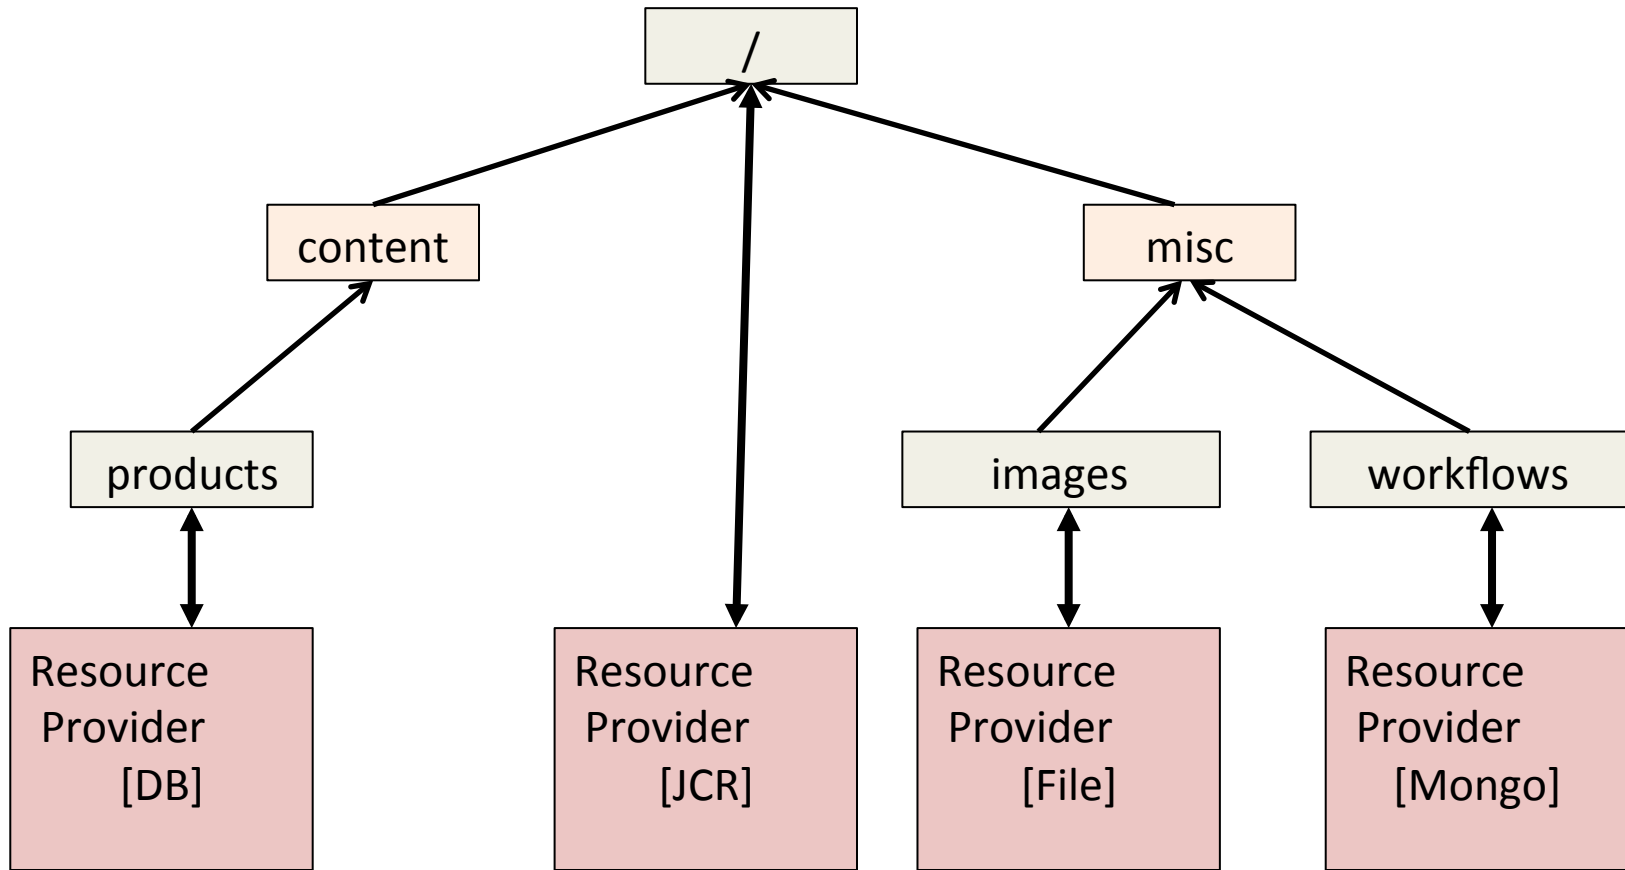 /
content
misc
products
images
workflows
Resource
Provider
[DB]
Resource
Provider
[JCR]
Resource
Provider
[File]
Resource
Provider
[Mongo]